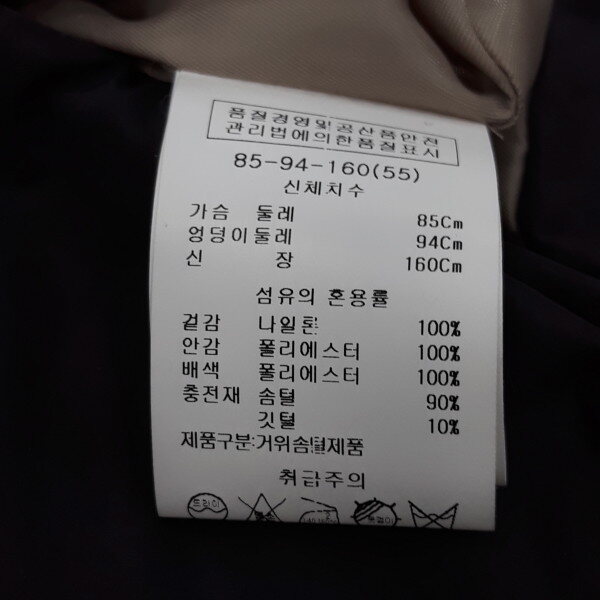 품질경영및공산품안전
관리법에의한품질표시
85-94-160(55)
신체치수
가슴 둘레 85Cm
엉덩이둘레 94Cm
신 장 160Cm
섬유의 혼용률
겉감 나일론 100%
안감 폴리에스터 100%
배색 폴리에스터 100%
충전재 솜털 90%
깃털 10%
제품구분:거위솜털제품
취급주의
드라이